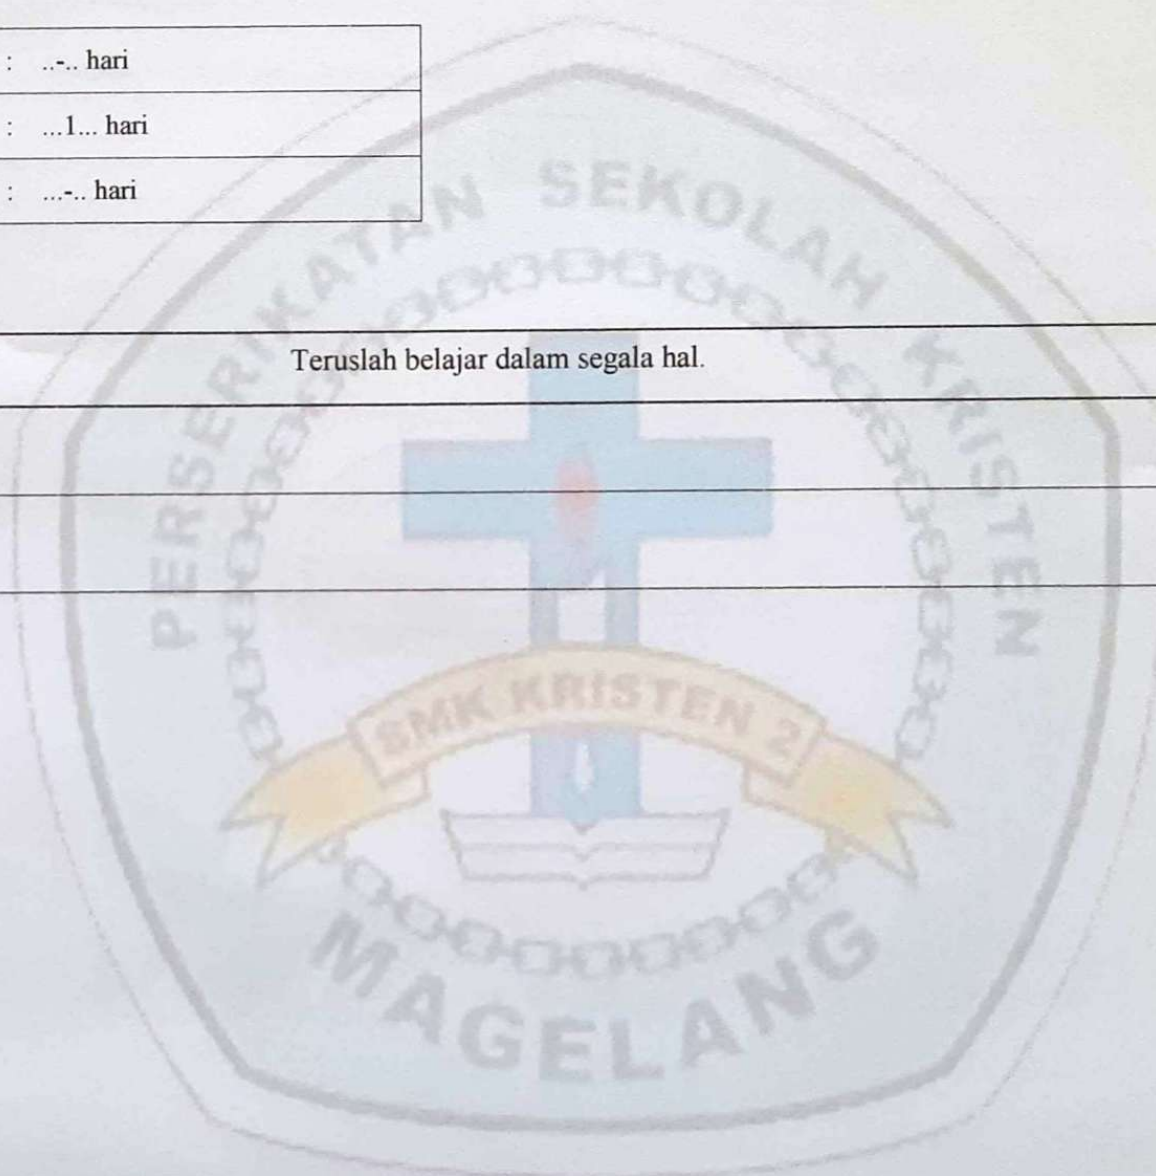 : ..-.. hari
: ...1... hari
: ...-.. hari
PERSERIKATAN SEKOLAH KRISTEN
Teruslah belajar dalam segala hal.
SMK KRISTEN 2
MAGELANG